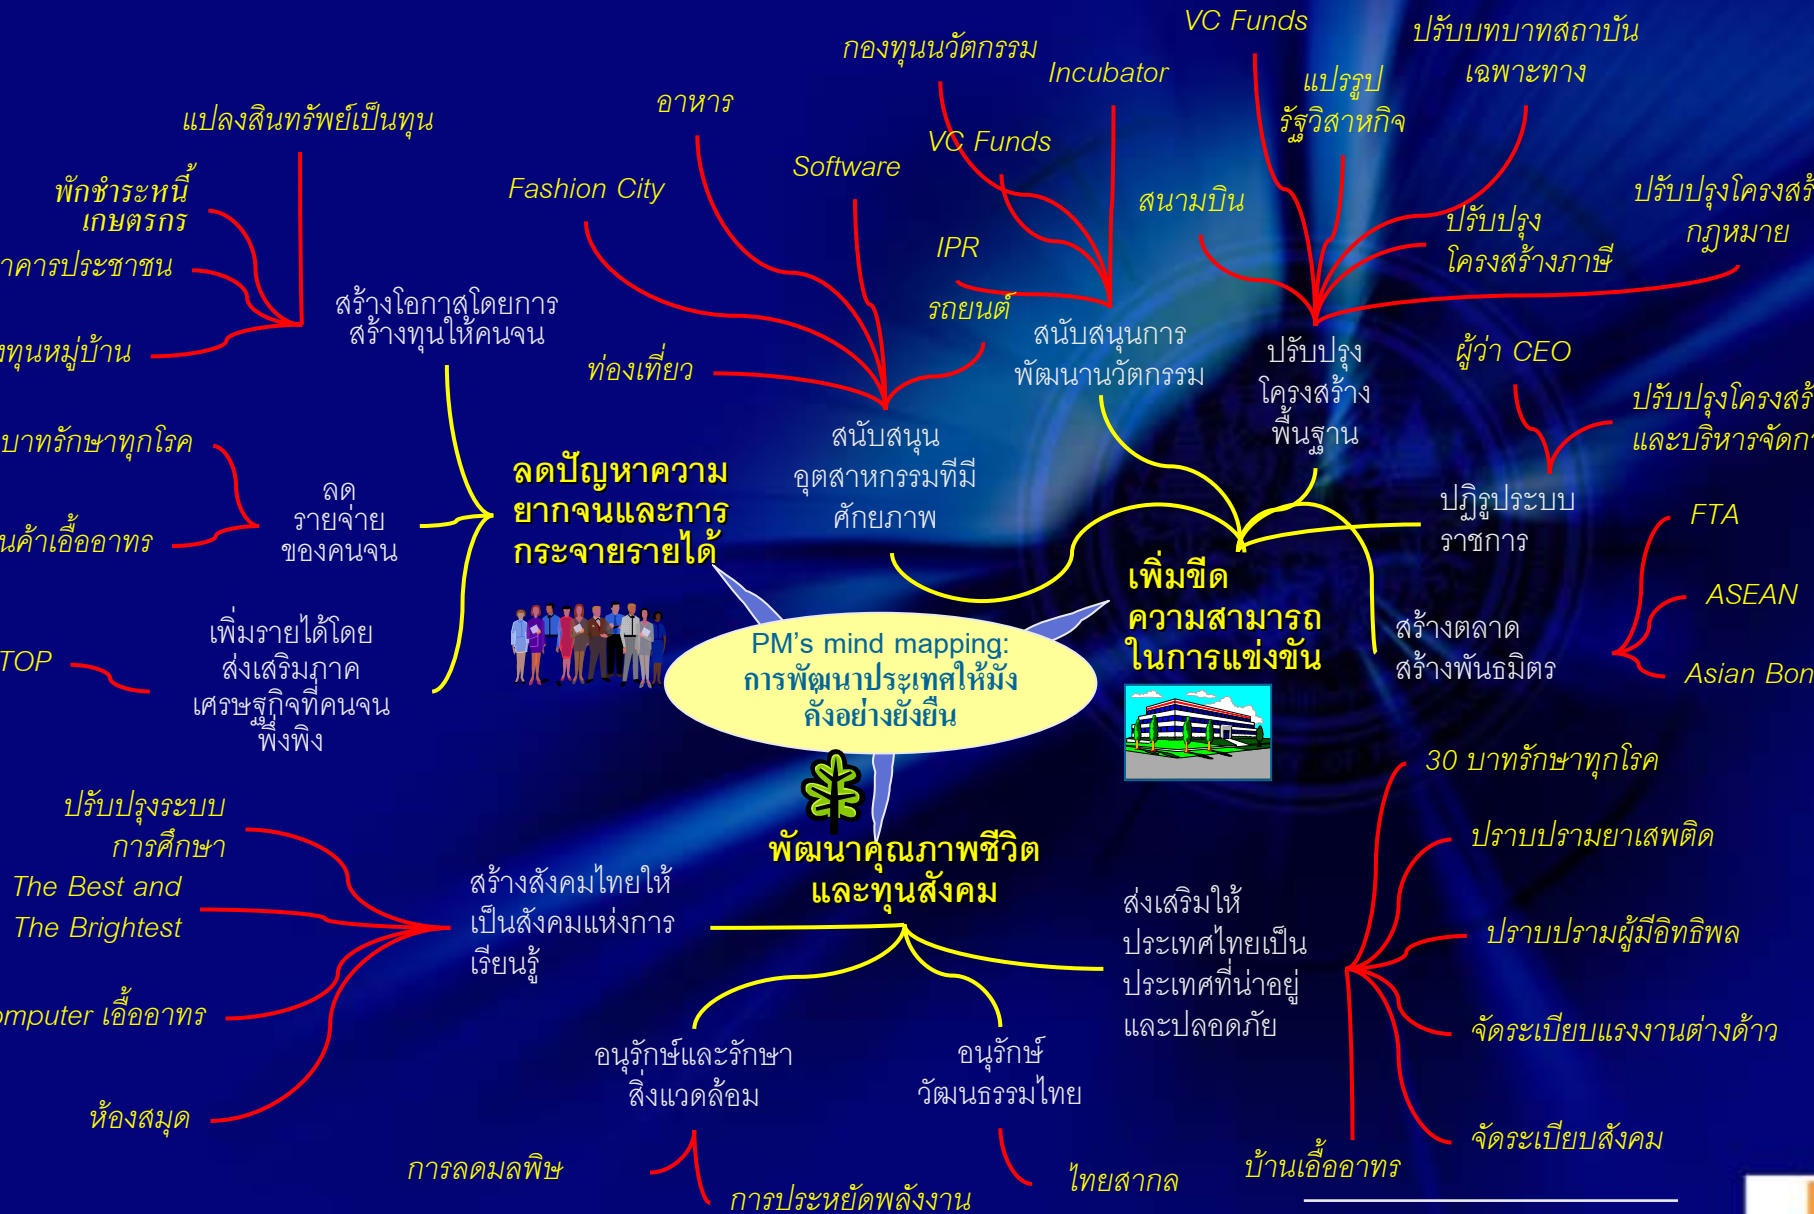 VC Funds
ปรับบทบาทสถาบัน
เฉพาะทาง
กองทุนนวัตกรรม
Incubator
แปรรูป
รัฐวิสาหกิจ
อาหาร
แปลงสินทรัพย์เป็นทุน
VC Funds
Software
Fashion City
พักชำระหนี้
เกษตรกร
สนามบิน
ปรับปรุง
โครงสร้างภาษี
ปรับปรุงโครงสร้
กฎหมาย
IPR
าคารประชาชน
รถยนต์
สร้างโอกาสโดยการ
สร้างทุนให้คนจน
ทุนหมู่บ้าน
ท่องเที่ยว
สนับสนุนการ
พัฒนานวัตกรรม
ปรับปรุง
โครงสร้าง
พื้นฐาน
ผู้ว่า CEO
ปรับปรุงโครงสร้
และบริหารจัดกา
บาทรักษาทุกโรค
สนับสนุน
อุตสาหกรรมที่มี
ศักยภาพ
ลดปัญหาความ
ยากจนและการ
กระจายรายได้
ลด
รายจ่าย
ของคนจน
นค้าเอื้ออาทร
ปฏิรูประบบ
ราชการ
FTA
ASEAN
Asian Bon
เพิ่มขีด
ความสามารถ
ในการแข่งขัน
สร้างตลาด
สร้างพันธมิตร
เพิ่มรายได้โดย
ส่งเสริมภาค
เศรษฐกิจที่คนจน
พึ่งพิง
TOP
PM's mind mapping:
การพัฒนาประเทศให้มั่ง
คั่งอย่างยั่งยืน
30 บาทรักษาทุกโรค
ปรับปรุงระบบ
การศึกษา
The Best and
The Brightest
ปราบปรามยาเสพติด
พัฒนาคุณภาพชีวิต
และทุนสังคม
สร้างสังคมไทยให้
เป็นสังคมแห่งการ
เรียนรู้
ส่งเสริมให้
ประเทศไทยเป็น
ประเทศที่น่าอยู่
และปลอดภัย
ปราบปรามผู้มีอิทธิพล
omputer เอื้ออาทร
จัดระเบียบแรงงานต่างด้าว
อนุรักษ์และรักษา
สิ่งแวดล้อม
อนุรักษ์
วัฒนธรรมไทย
ห้องสมุด
จัดระเบียบสังคม
การลดมลพิษ
การประหยัดพลังงาน
ไทยสากล
บ้านเอื้ออาทร